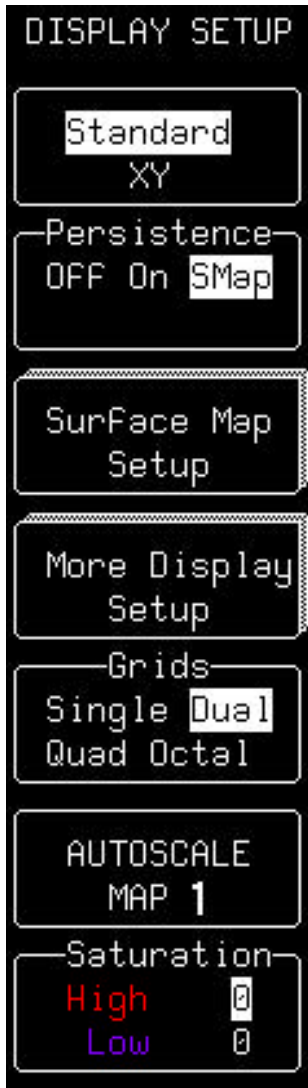 DISPLAY SETUP
Standard
XY
Persistence
Off On SMap
Surface Map
Setup
More Display
Setup
Grids
Single Dual
Quad Octal
AUTOSCALE
MAP 1
Saturation
High 0
Low 0